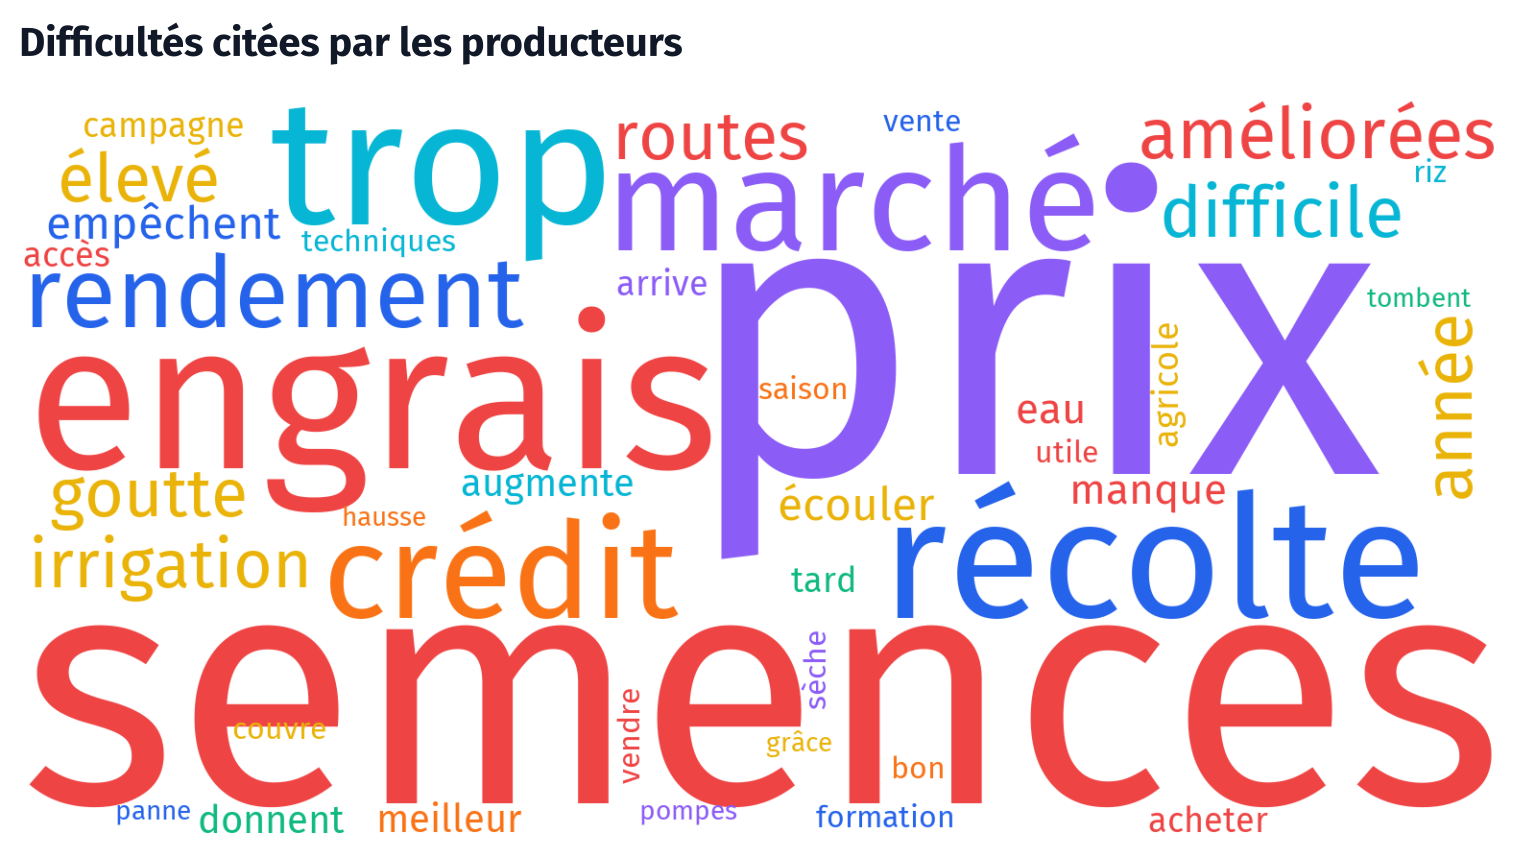 Difficultés citées par les producteurs
campagne
trop
routes
vente
améliorées
élevé
marché
riz
difficile
empêchent
techniques
accès
rendement
arrive
prix
tombent
engrais
saison
agricole
année
eau
utile
goutte
augmente
écouler
manque
hausse
récolte
irrigation
crédit
tard
semences
sèche
couvre
vendre
grâce
bon
panne
donnent
meilleur
pompes
formation
acheter